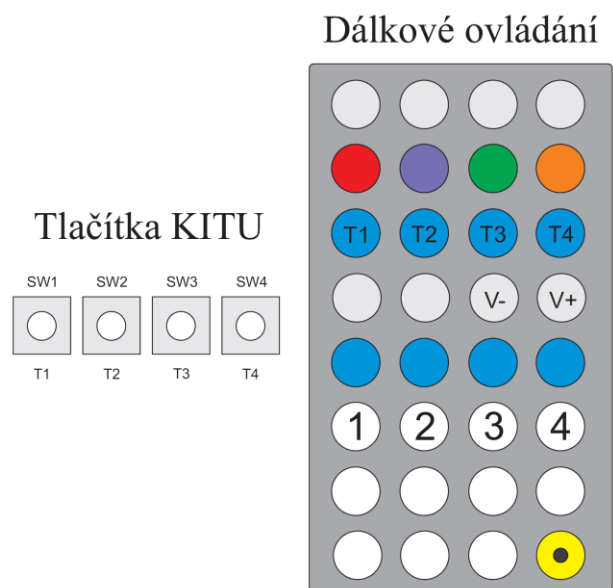 Dálkové ovládání
T1 T2 T3 T4
V- V+
1 2 3 4
Tlačítka KITU
SW1 SW2 SW3 SW4
T1 T2 T3 T4